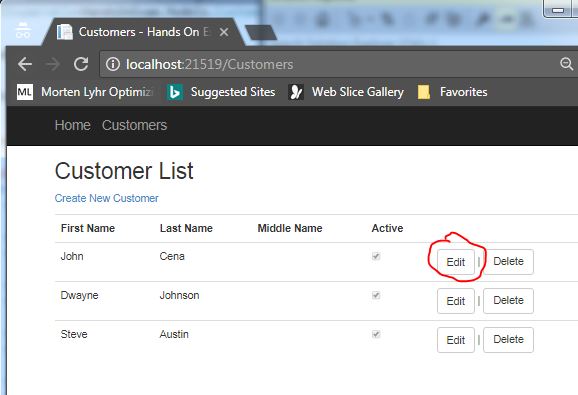 Customers - Hands On E
localhost:21519/Customers
ML Morten Lyhr Optimizi Suggested Sites Web Slice Gallery Favorites
Home Customers
Customer List
Create New Customer
First Name Last Name Middle Name Active
John Cena Edit | Delete
Dwayne Johnson Edit | Delete
Steve Austin Edit | Delete